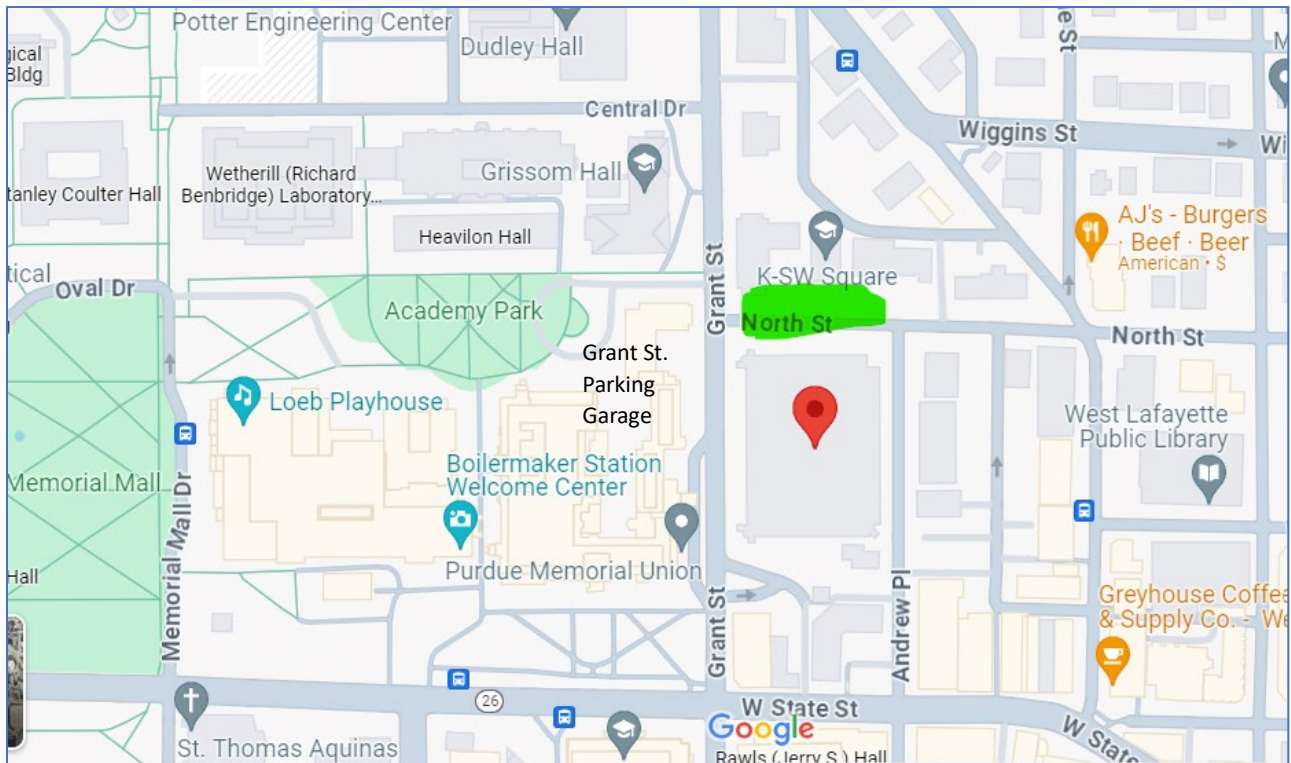 Potter Engineering Center
Dudley Hall
gical
Bldg
e St
Central Dr
Wiggins St
Wi
Grissom Hall
Wetherill (Richard
Benbridge) Laboratory...
tanley Coulter Hall
AJ's - Burgers
· Beef · Beer
American • $
Heavilon Hall
tical
Oval Dr
K-SW Square
Grant St
Academy Park
North St
North St
Grant St.
Parking
Garage
Loeb Playhouse
West Lafayette
Public Library
Boilermaker Station
Welcome Center
Memorial Mall
Memorial Mall Dr
Hall
Purdue Memorial Union
Andrew Pl
Grant St
Greyhouse Coffee
& Supply Co. - We
26
W State St
W State
Google
St. Thomas Aquinas
Rawls (Jerry S.) Hall